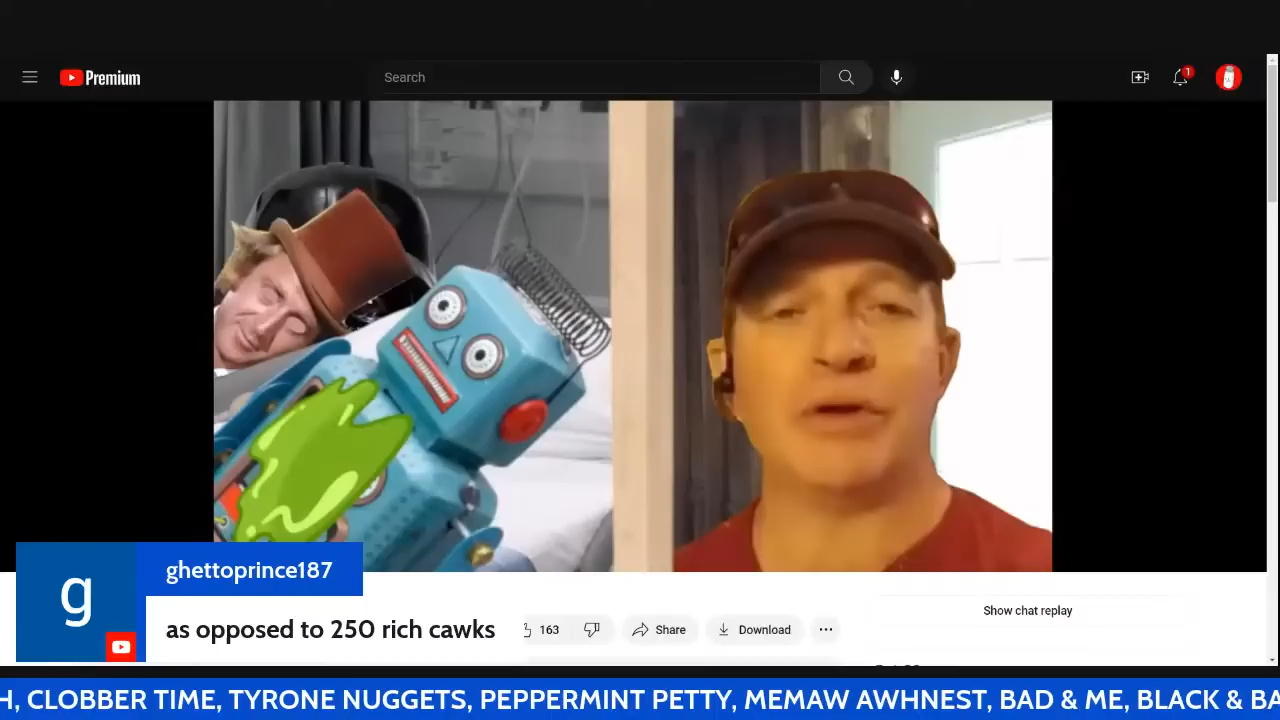 Premium
Search
1
ghettoprince187
g
as opposed to 250 rich cawks
163
Share
Download
Show chat replay
H, CLOBBER TIME, TYRONE NUGGETS, PEPPERMINT PETTY, MEMAW AWHNEST, BAD & ME, BLACK & BA